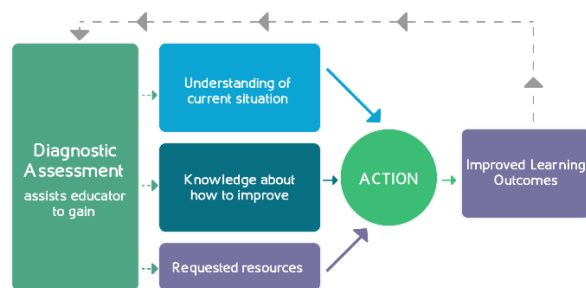 Diagnostic
Assessment
assists educator
to gain
Understanding of
current situation
Knowledge about
how to improve
Requested resources
ACTION
Improved Learning
Outcomes